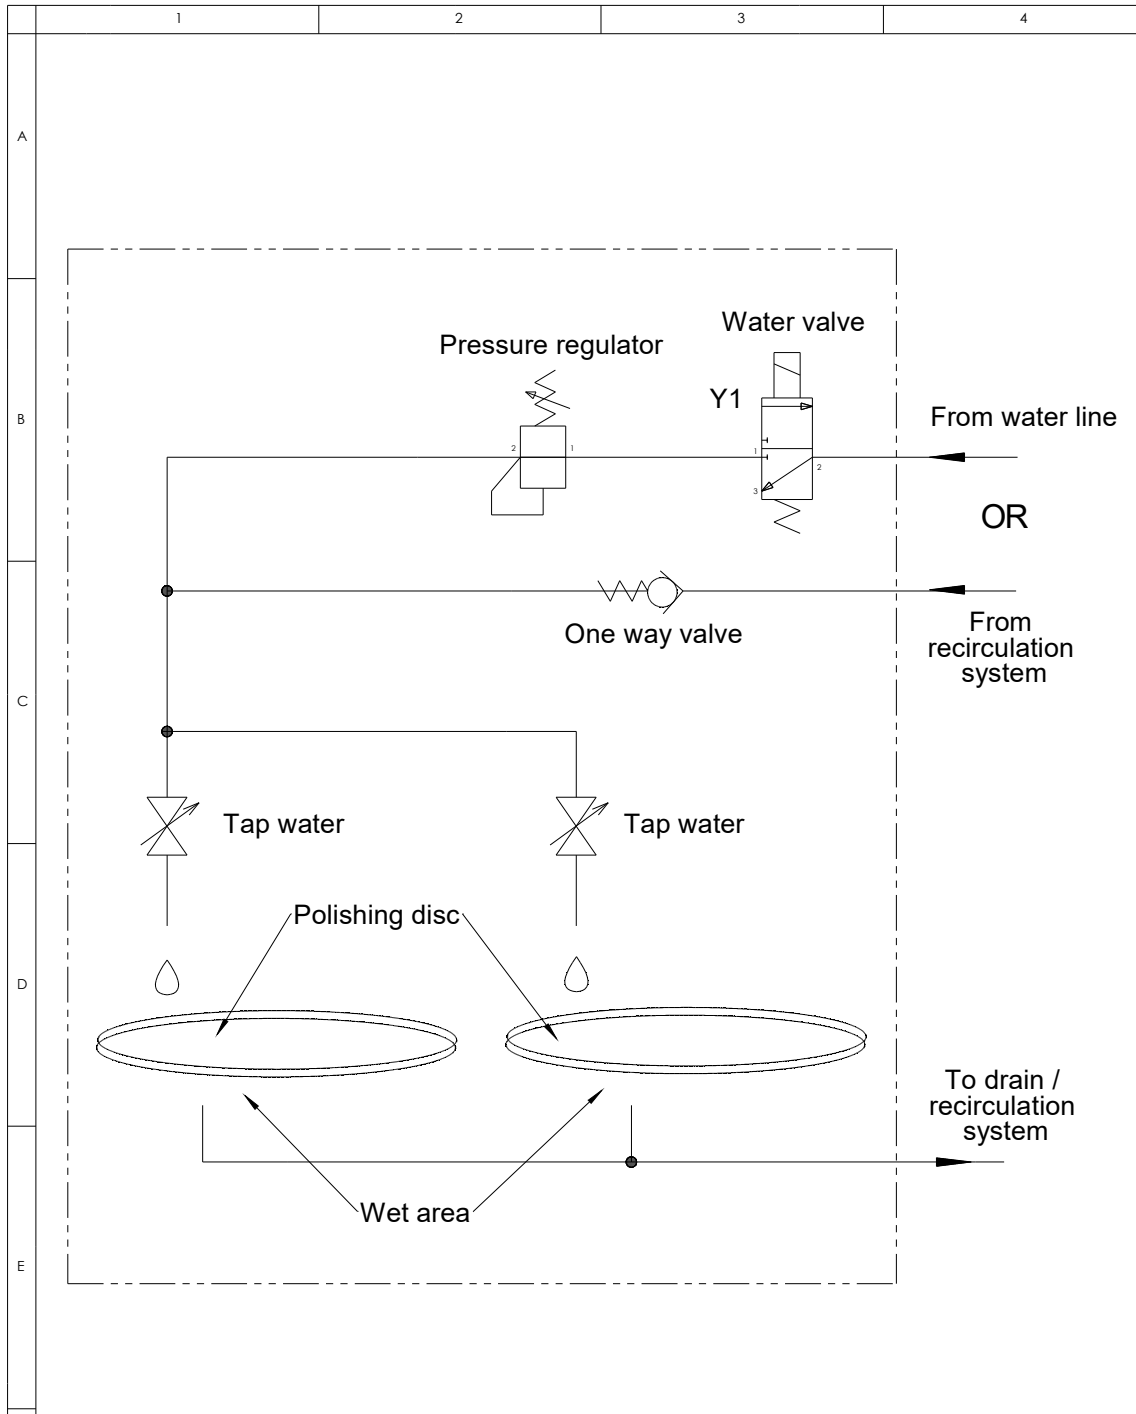 1
2
3
4
A
Water valve
Pressure regulator
Y1
B
From water line
2
1
1
2
3
OR
From
recirculation
system
One way valve
C
Tap water
Tap water
Polishing disc
D
To drain /
recirculation
system
Wet area
E